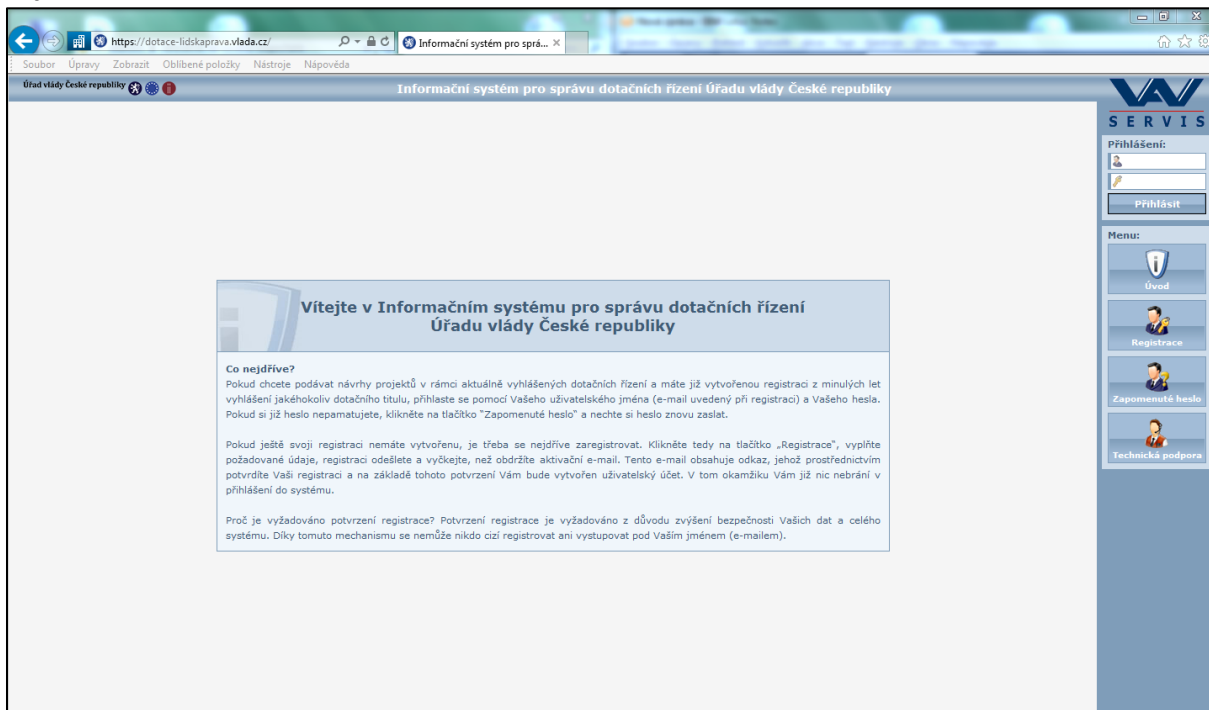 https://dotace-lidskaprava.vlada.cz/
Informační systém pro sprá...
Soubor Úpravy Zobrazit Oblíbené položky Nástroje Nápověda
Úřad vlády České republiky
Informační systém pro správu dotačních řízení Úřadu vlády České republiky
VAV
SERVIS
Přihlášení:
Přihlásit
Menu:
Úvod
Registrace
Zapomenuté heslo
Technická podpora
Vítejte v Informačním systému pro správu dotačních řízení
Úřadu vlády České republiky
Co nejdříve?
Pokud chcete podávat návrhy projektů v rámci aktuálně vyhlášených dotačních řízení a máte již vytvořenou registraci z minulých let
vyhlášení jakéhokoliv dotačního titulu, přihlaste se pomocí Vašeho uživatelského jména (e-mail uvedený při registraci) a Vašeho hesla.
Pokud si již heslo nepamatujete, klikněte na tlačítko "Zapomenuté heslo" a nechte si heslo znovu zaslat.
Pokud ještě svoji registraci nemáte vytvořenu, je třeba se nejdříve zaregistrovat. Klikněte tedy na tlačítko „Registrace“, vyplňte
požadované údaje, registraci odešlete a vyčkejte, než obdržíte aktivační e-mail. Tento e-mail obsahuje odkaz, jehož prostřednictvím
potvrdíte Vaši registraci a na základě tohoto potvrzení Vám bude vytvořen uživatelský účet. V tom okamžiku Vám již nic nebrání v
přihlášení do systému.
Proč je vyžadováno potvrzení registrace? Potvrzení registrace je vyžadováno z důvodu zvýšení bezpečnosti Vašich dat a celého
systému. Díky tomuto mechanismu se nemůže nikdo cizí registrovat ani vystupovat pod Vaším jménem (e-mailem).